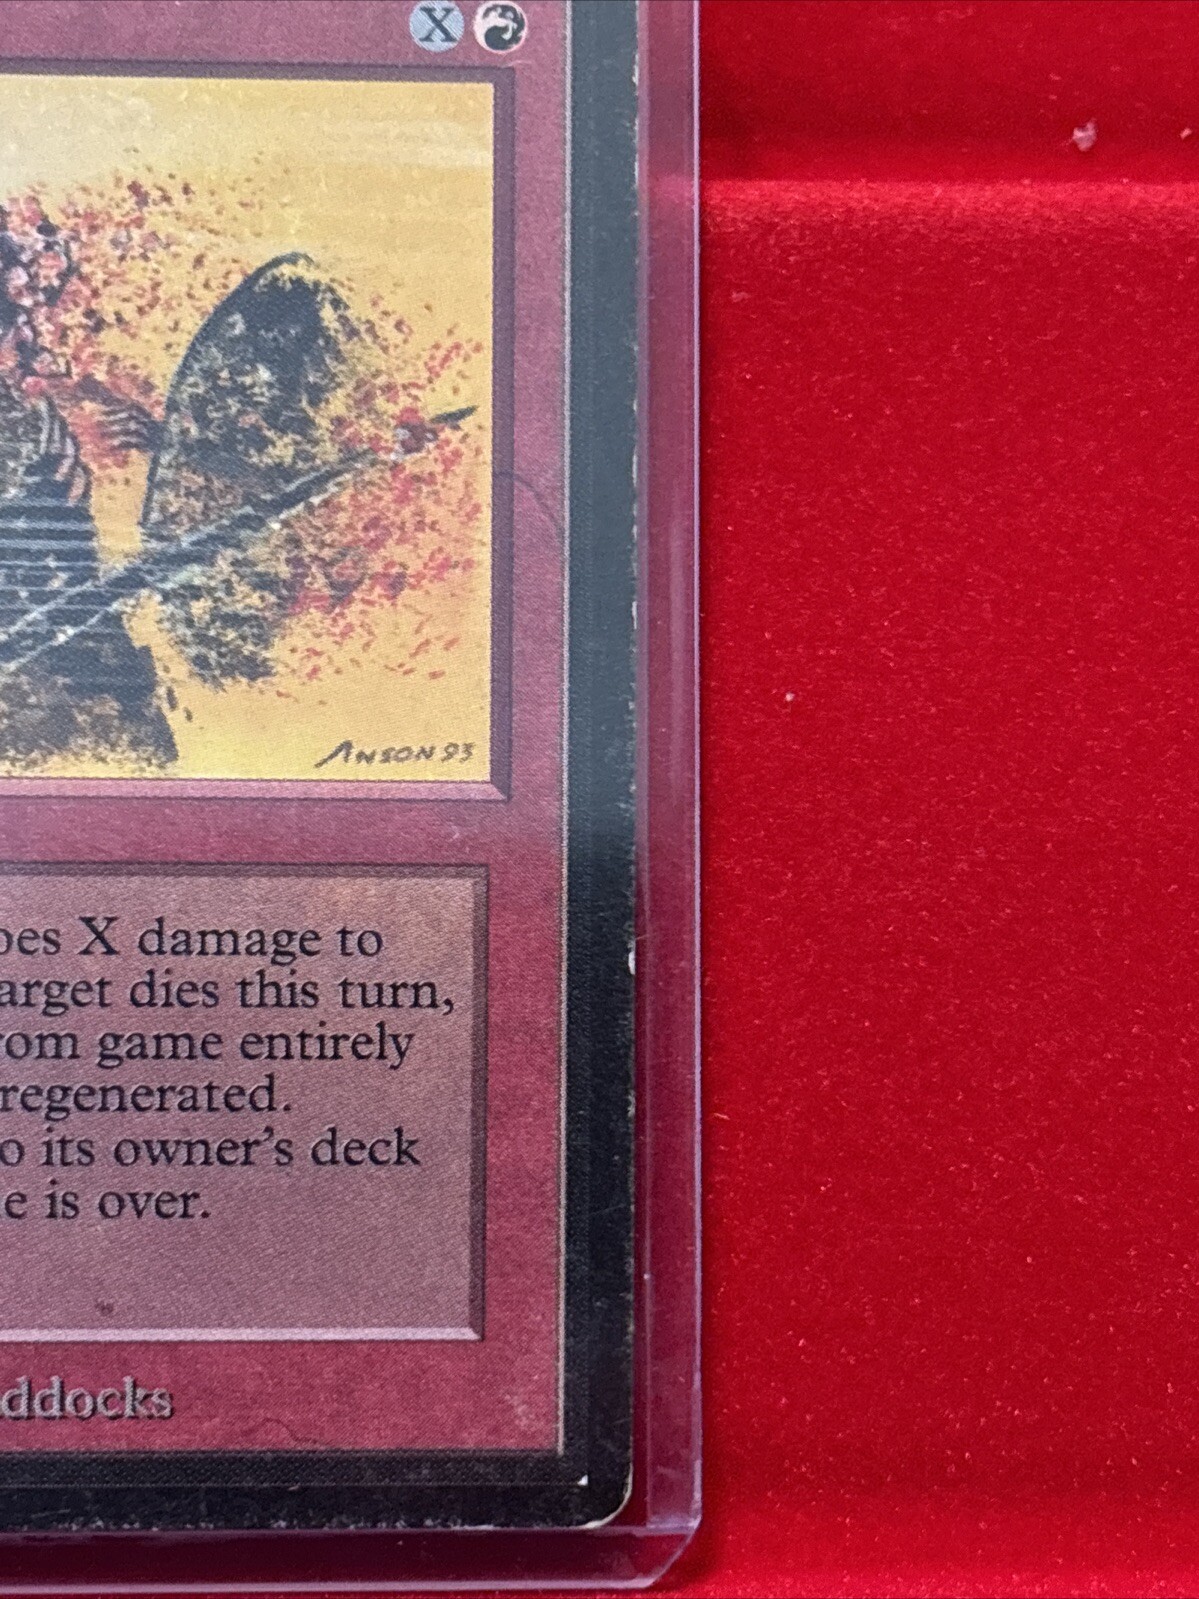 X
ANSON 93
oes X damage to
arget dies this turn,
rom game entirely
regenerated.
o its owner's deck
e is over.
ddocks